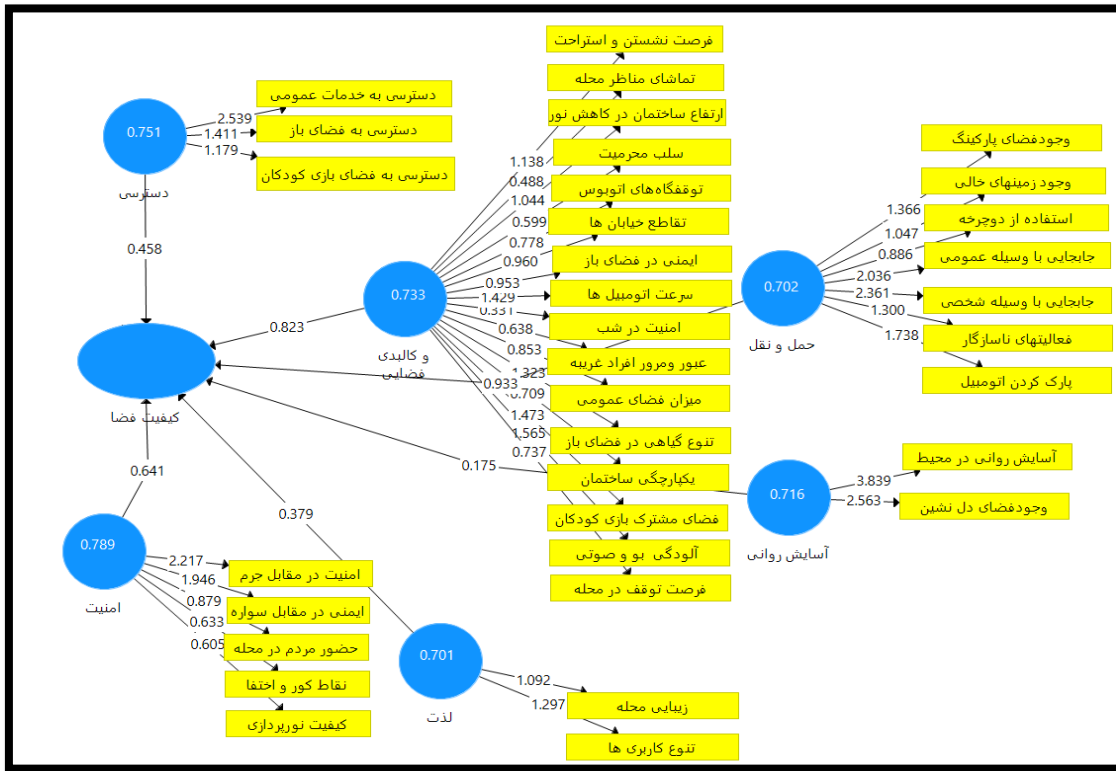 0.751
دسترسی
2.539
1.411
1.179
دسترسی به خدمات عمومی
دسترسی به فضای باز
دسترسی به فضای بازی کودکان
0.458
کیفیت فضا
0.823
0.733
و کالبدی
فضایی
1.138
0.488
1.044
0.599
0.778
0.960
0.953
1.429
0.331
0.638
0.853
1.323
0.933
0.709
1.473
1.565
0.737
فرصت نشستن و استراحت
تماشای مناظر محله
ارتفاع ساختمان در کاهش نور
سلب محرمیت
توقفگاه‌های اتوبوس
تقاطع خیابان ها
ایمنی در فضای باز
سرعت اتومبیل ها
امنیت در شب
عبور ومرور افراد غریبه
میزان فضای عمومی
تنوع گیاهی در فضای باز
یکپارچگی ساختمان
فضای مشترک بازی کودکان
آلودگی بو و صوتی
فرصت توقف در محله
0.702
حمل و نقل
1.366
1.047
0.886
2.036
2.361
1.300
1.738
وجودفضای پارکینگ
وجود زمینهای خالی
استفاده از دوچرخه
جابجایی با وسیله عمومی
جابجایی با وسیله شخصی
فعالیتهای ناسازگار
پارک کردن اتومبیل
0.175
0.716
آسایش روانی
3.839
2.563
آسایش روانی در محیط
وجودفضای دل نشین
0.641
0.789
امنیت
2.217
1.946
0.879
0.633
0.605
امنیت در مقابل جرم
ایمنی در مقابل سواره
حضور مردم در محله
نقاط کور و اختفا
کیفیت نورپردازی
0.379
0.701
لذت
1.092
1.297
زیبایی محله
تنوع کاربری ها